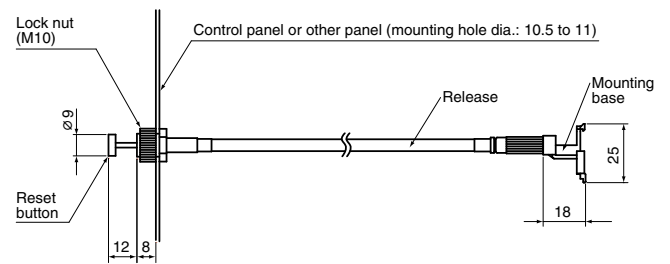 Lock nut
(M10)
Control panel or other panel (mounting hole dia.: 10.5 to 11)
Release
Mounting
base
Ø9
25
Reset
button
18
12
8